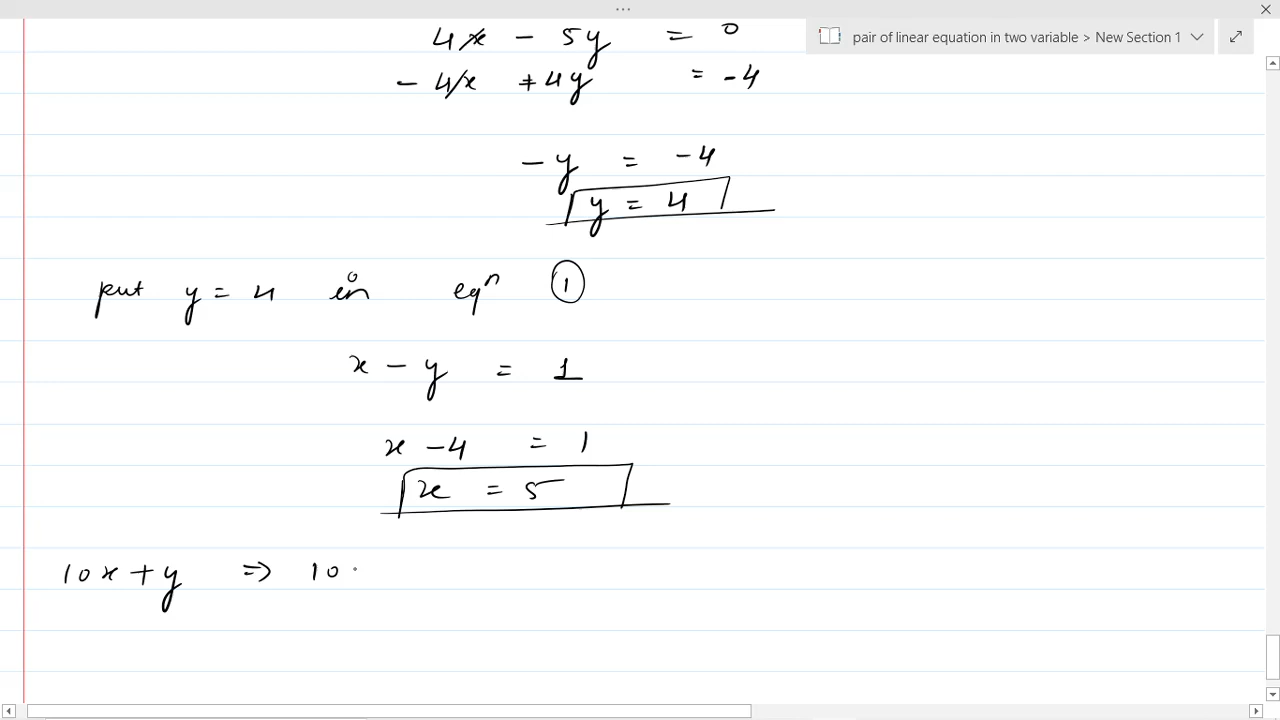 pair of linear equation in two variable > New Section 1
4x - 5y = 0
- 4x + 4y = -4
- y = -4
y = 4
put y = 4 in eqⁿ ①
x - y = 1
x - 4 = 1
x = 5
10x + y ⇒ 10 .